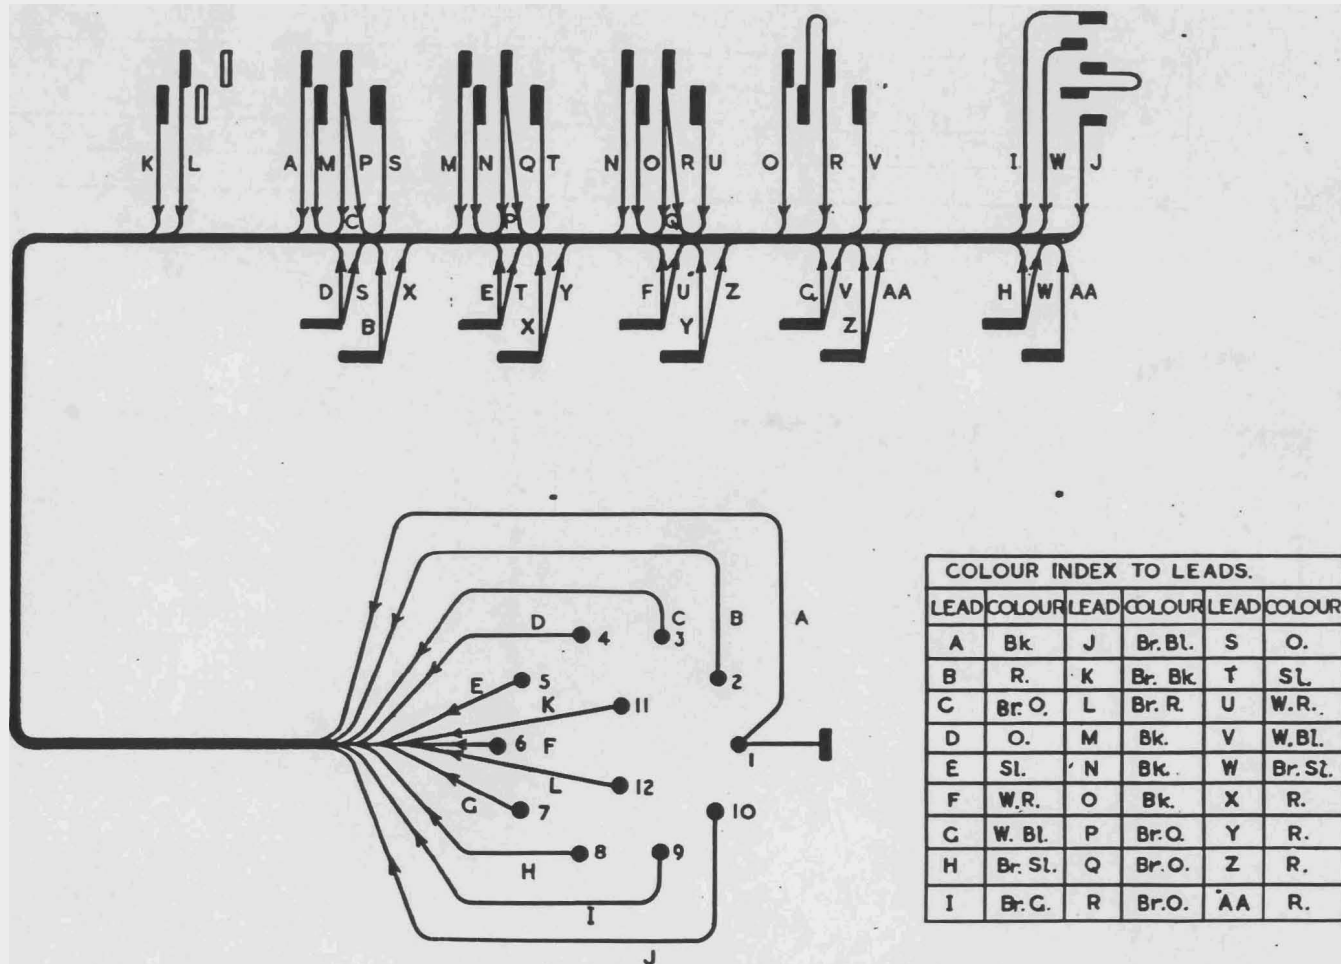 K L A M P S M N Q T N O R U O R V I W J
C P Q
D S X E T Y F U Z G V AA H W AA
B X Y Z
D C B A
4 3
E 5 2
K 11
6 F 1
L 12
G 7 10
8 9
H
I
J
COLOUR INDEX TO LEADS.
LEAD COLOUR LEAD COLOUR LEAD COLOUR
A Bk. J Br. Bl. S O.
B R. K Br. Bk. T Sl.
C Br. O. L Br. R. U W.R.
D O. M Bk. V W.Bl.
E Sl. N Bk. W Br. Sl.
F W.R. O Bk. X R.
G W. Bl. P Br.O. Y R.
H Br. Sl. Q Br.O. Z R.
I Br. G. R Br.O. AA R.